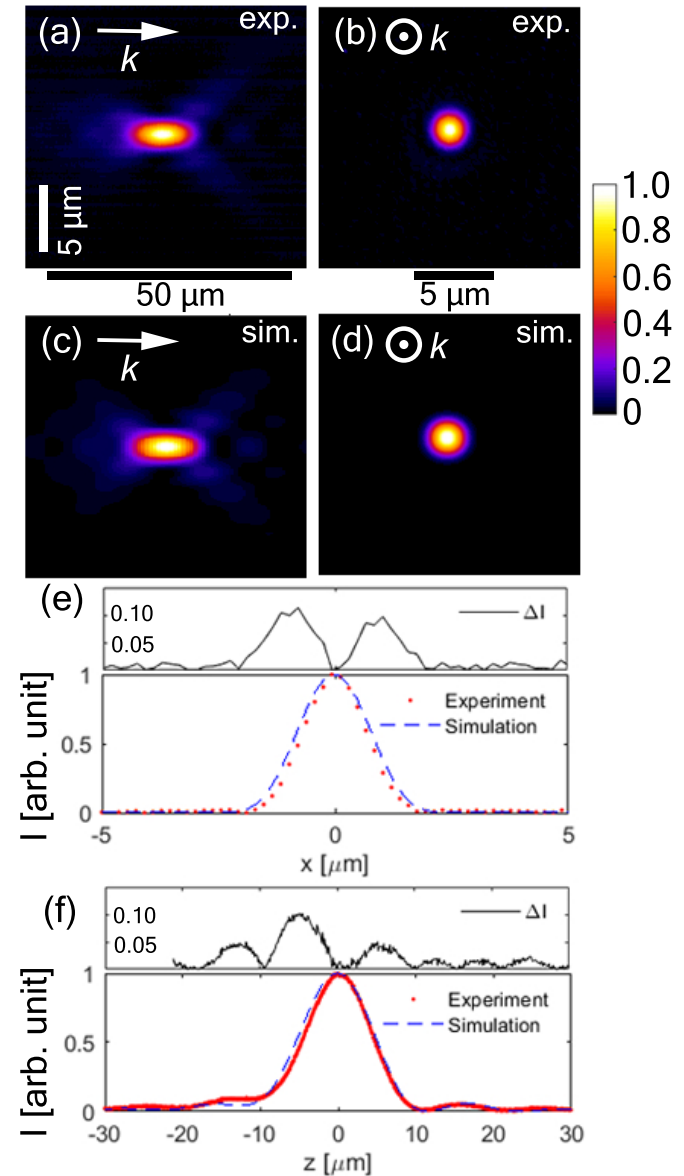 (a) k exp.
(b) k exp.
5 µm
50 µm
5 µm
1.0
0.8
0.6
0.4
0.2
0
(c) k sim.
(d) k sim.
(e)
0.10
0.05
ΔI
I [arb. unit]
1
0.5
0
Experiment
Simulation
-5 0 5
x [µm]
(f)
0.10
0.05
ΔI
I [arb. unit]
1
0.5
0
Experiment
Simulation
-30 -20 -10 0 10 20 30
z [µm]